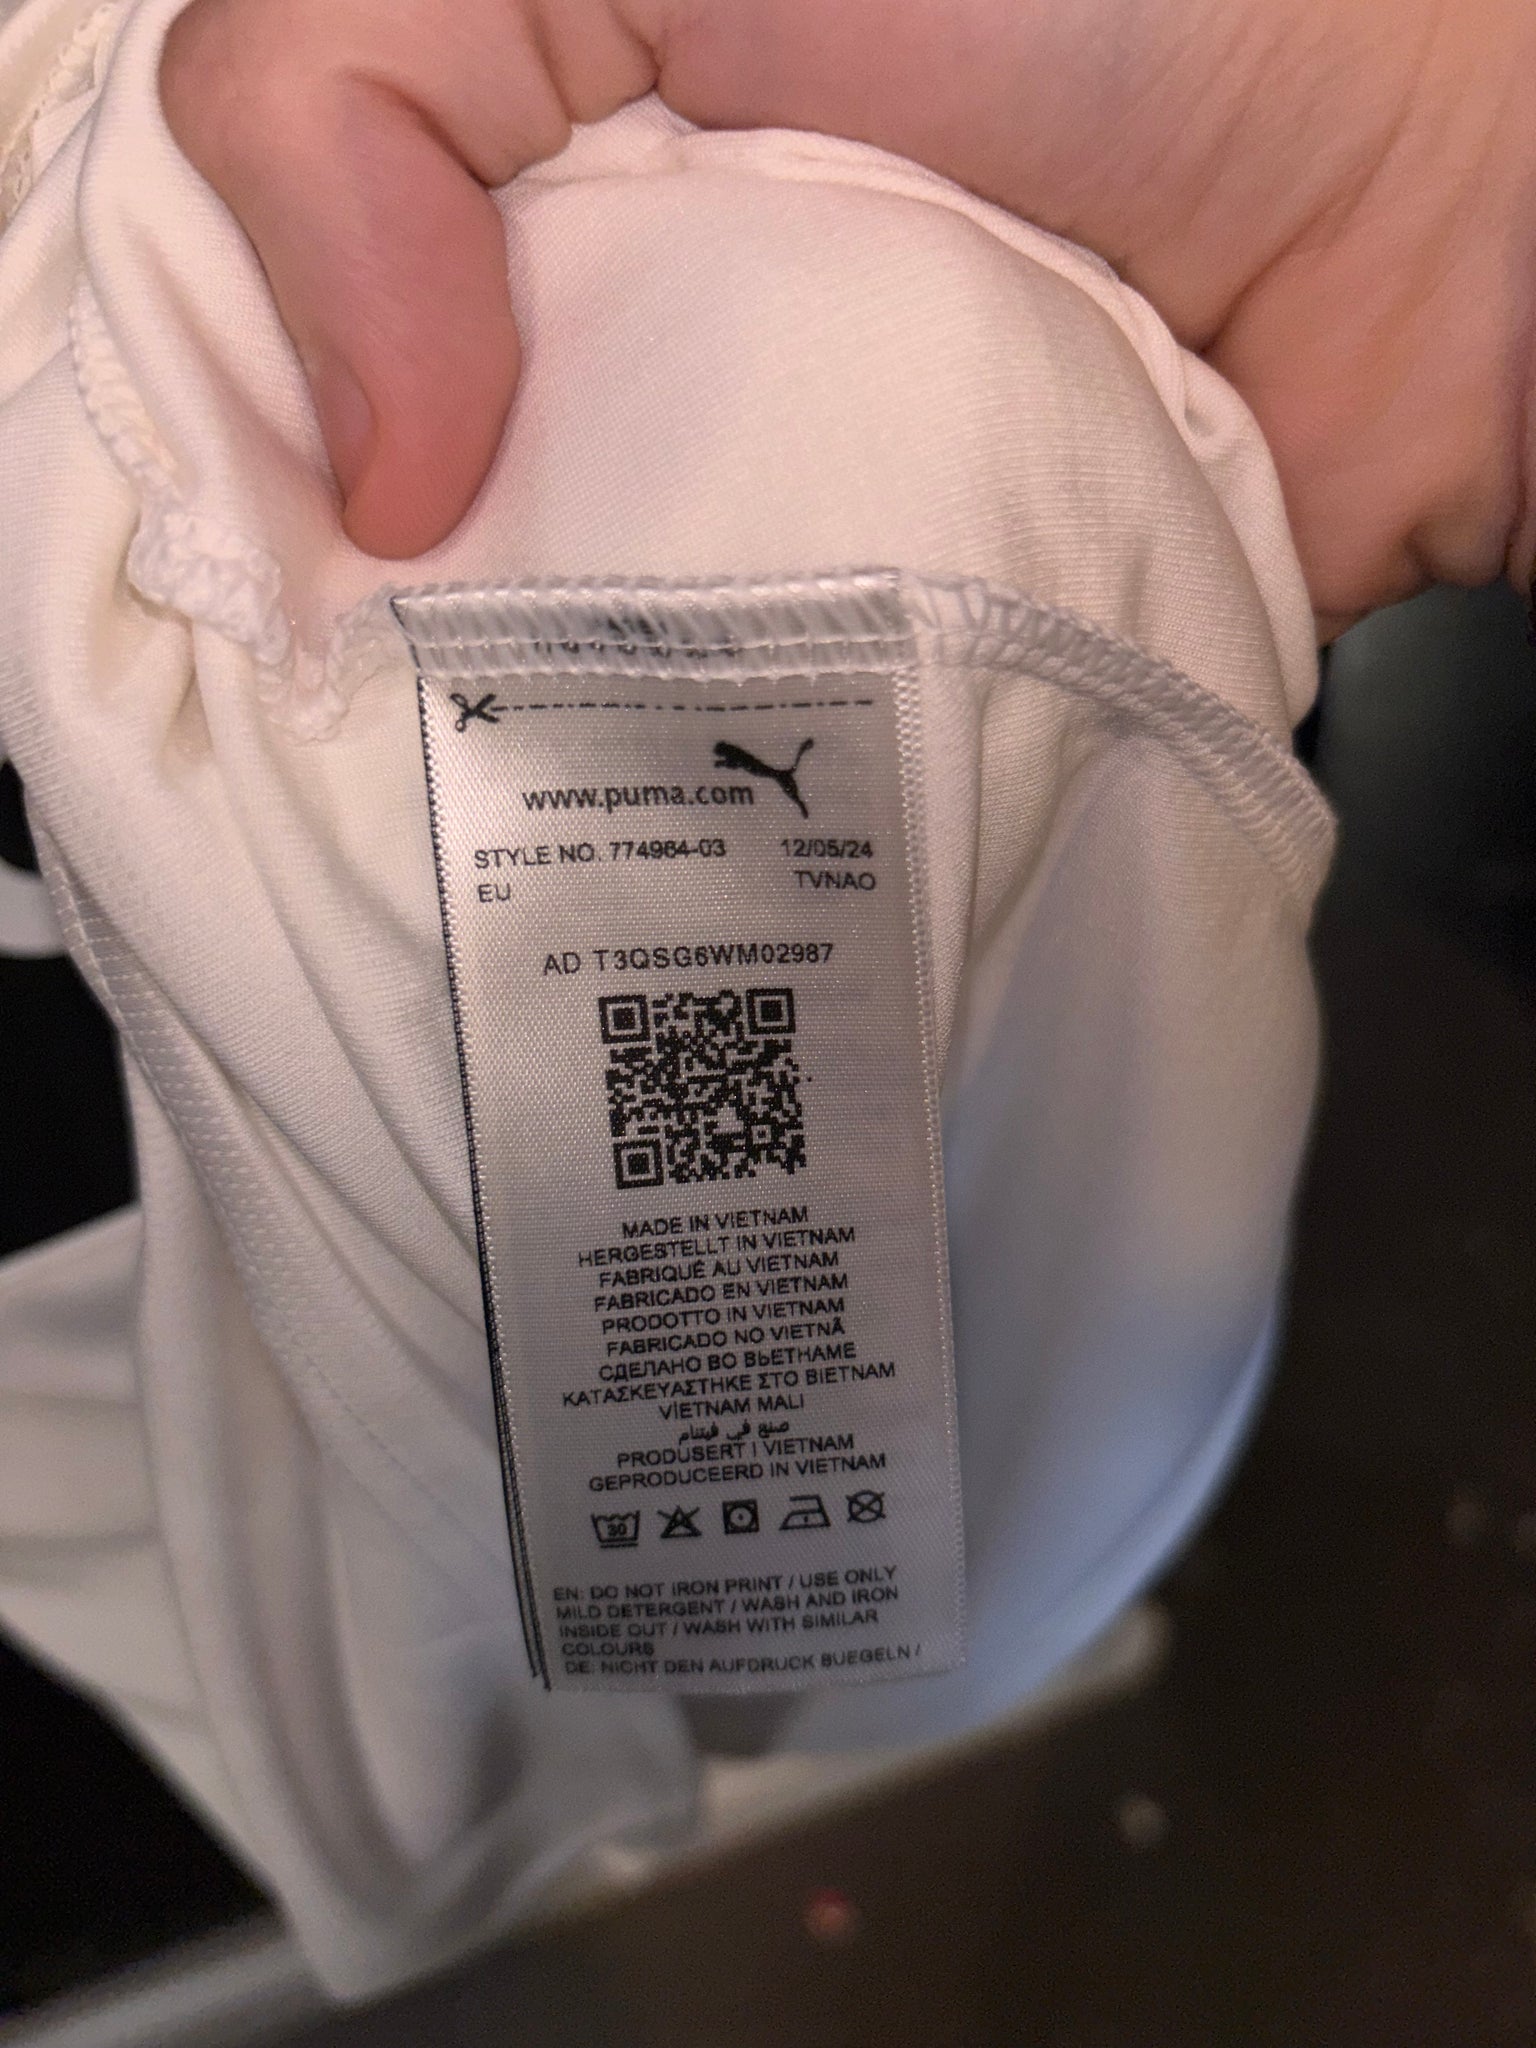 www.puma.com
STYLE NO. 774964-03 12/05/24
EU TVNAO
AD T3QSG6WM02987
MADE IN VIETNAM
HERGESTELLT IN VIETNAM
FABRIQUÉ AU VIETNAM
FABRICADO EN VIETNAM
PRODOTTO IN VIETNAM
FABRICADO NO VIETNÃ
СДЕЛАНО ВО ВЬЕТНАМЕ
ΚΑΤΑΣΚΕΥΑΣΤΗΚΕ ΣΤΟ ΒΙΕΤΝΑΜ
VIETNAM MALI
صنع في فيتنام
PRODUSERT I VIETNAM
GEPRODUCEERD IN VIETNAM
30
EN: DO NOT IRON PRINT / USE ONLY
MILD DETERGENT / WASH AND IRON
INSIDE OUT / WASH WITH SIMILAR
COLOURS
DE: NICHT DEN AUFDRUCK BUEGELN /